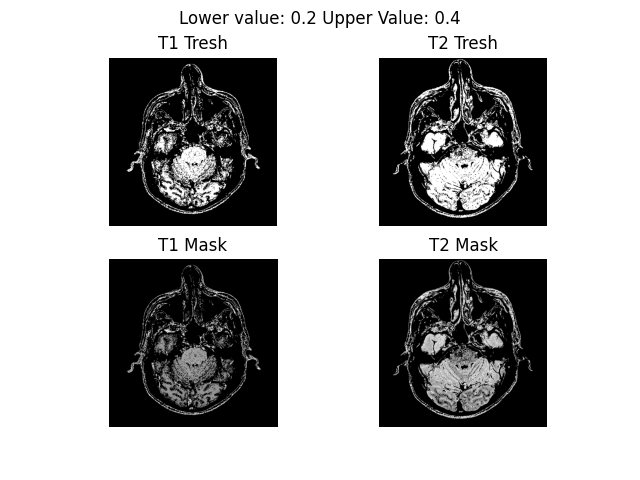 Lower value: 0.2 Upper Value: 0.4
T1 Tresh
T2 Tresh
T1 Mask
T2 Mask